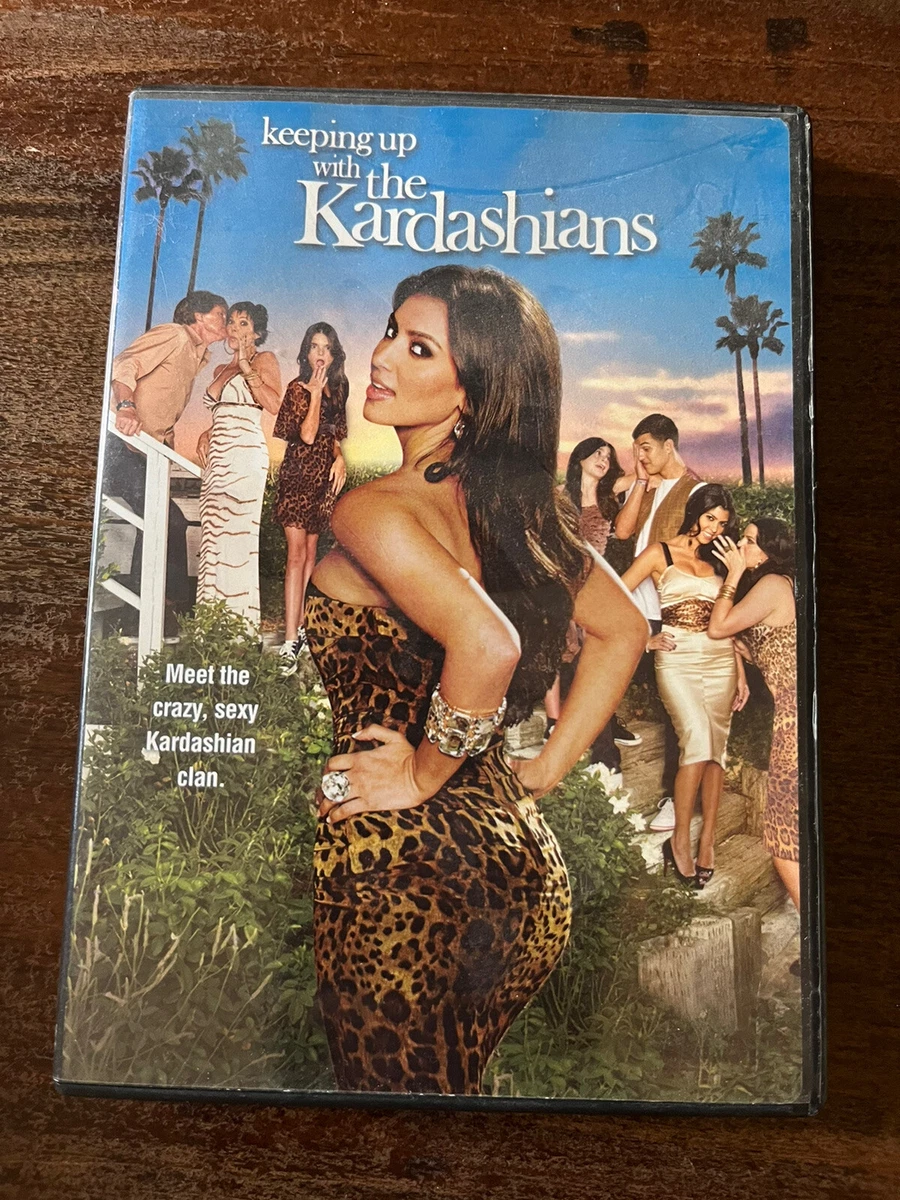 keeping up
with the
Kardashians
Meet the
crazy, sexy
Kardashian
clan.